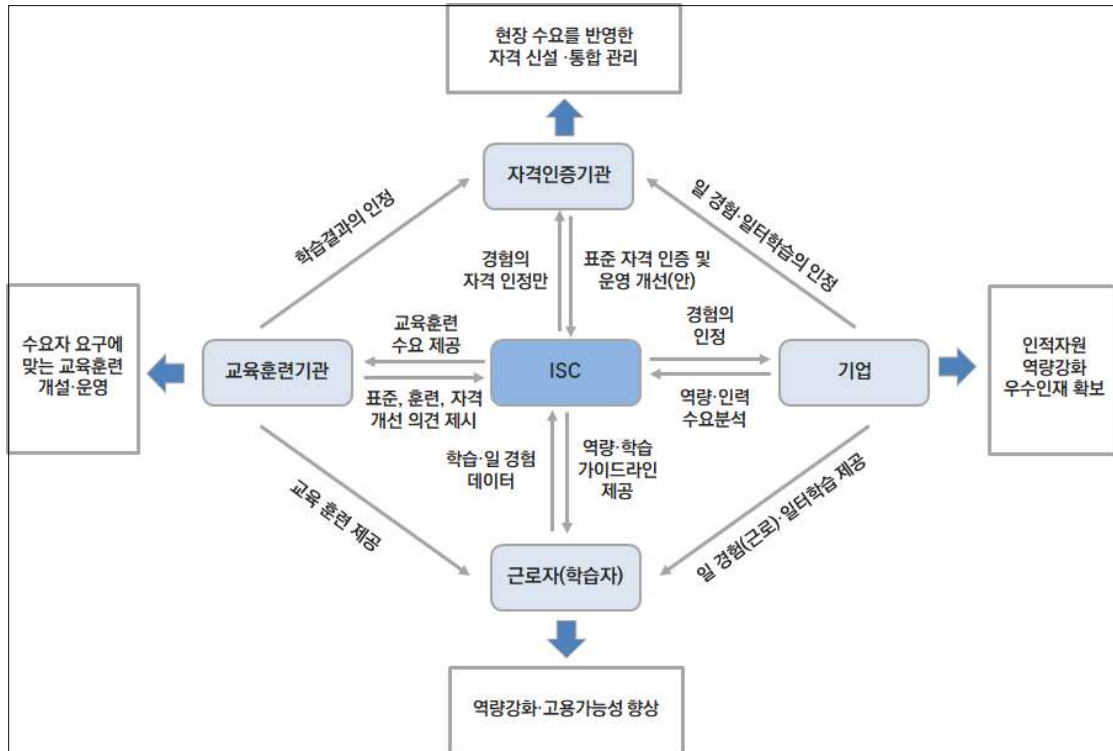 현장 수요를 반영한
자격 신설 ·통합 관리
자격인증기관
학습결과의 인정
일 경험·일터학습의 인정
경험의
자격 인정만
표준 자격 인증 및
운영 개선(안)
수요자 요구에
맞는 교육훈련
개설·운영
교육훈련기관
교육훈련
수요 제공
표준, 훈련, 자격
개선 의견 제시
ISC
경험의
인정
역량·인력
수요분석
기업
인적자원
역량강화
우수인재 확보
학습·일 경험
데이터
역량·학습
가이드라인
제공
교육 훈련 제공
일 경험(근로)·일터학습 제공
근로자(학습자)
역량강화·고용가능성 향상